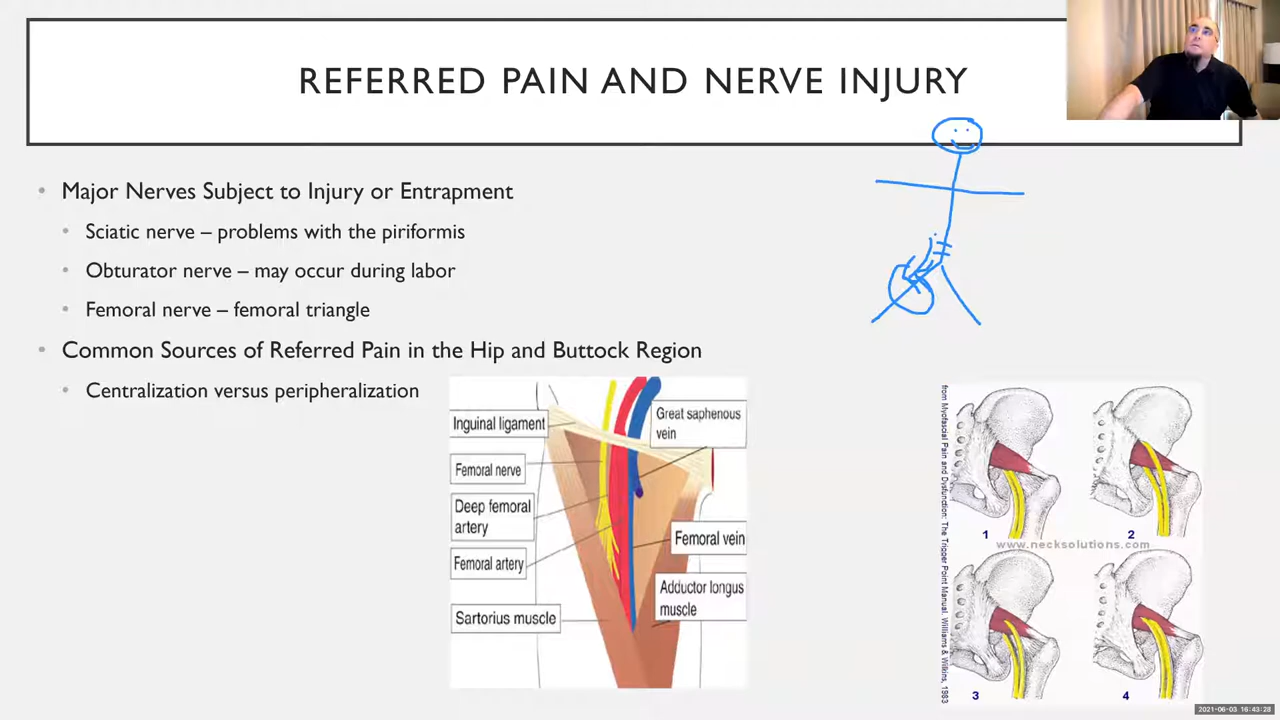 REFERRED PAIN AND NERVE INJURY
• Major Nerves Subject to Injury or Entrapment
• Sciatic nerve – problems with the piriformis
• Obturator nerve – may occur during labor
• Femoral nerve – femoral triangle
• Common Sources of Referred Pain in the Hip and Buttock Region
• Centralization versus peripheralization
Inguinal ligament
Great saphenous
vein
Femoral nerve
Deep femoral
artery
Femoral vein
Femoral artery
Adductor longus
muscle
Sartorius muscle
from Myofascial Pain and Dysfunction: The Trigger Point Manual. Williams & Wilkins, 1983
1
2
www.necksolutions.com
3
4
2021-06-03 16:43:28